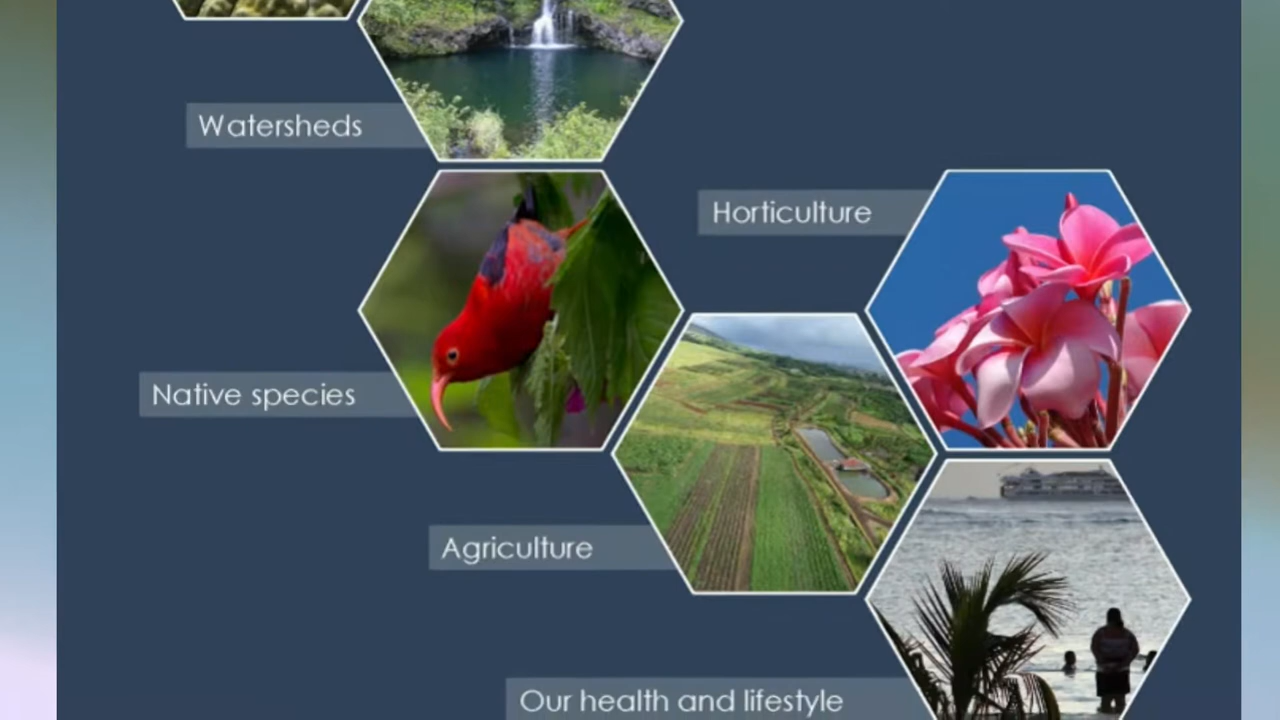 Watersheds
Horticulture
Native species
Agriculture
Our health and lifestyle